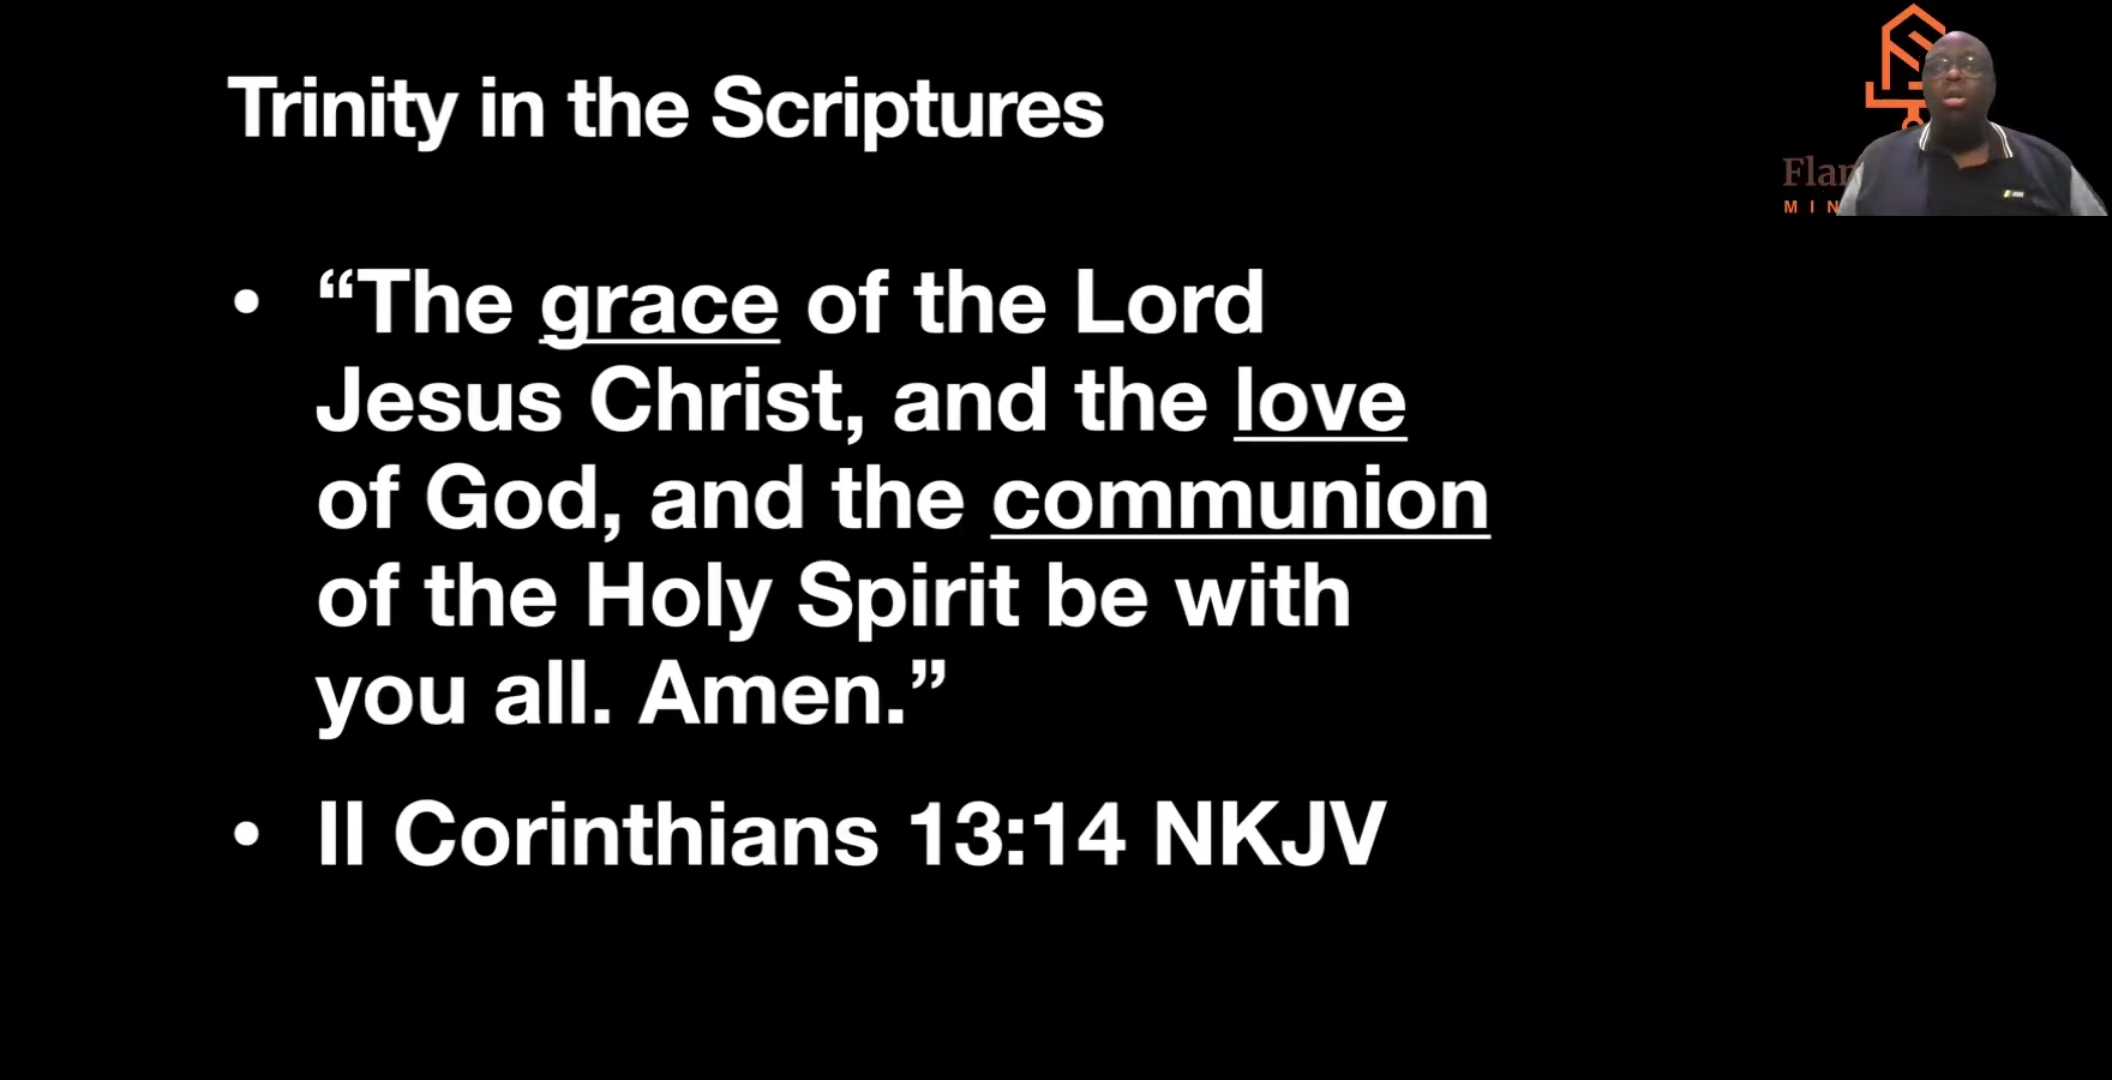 Trinity in the Scriptures
• “The grace of the Lord
Jesus Christ, and the love
of God, and the communion
of the Holy Spirit be with
you all. Amen.”
• II Corinthians 13:14 NKJV